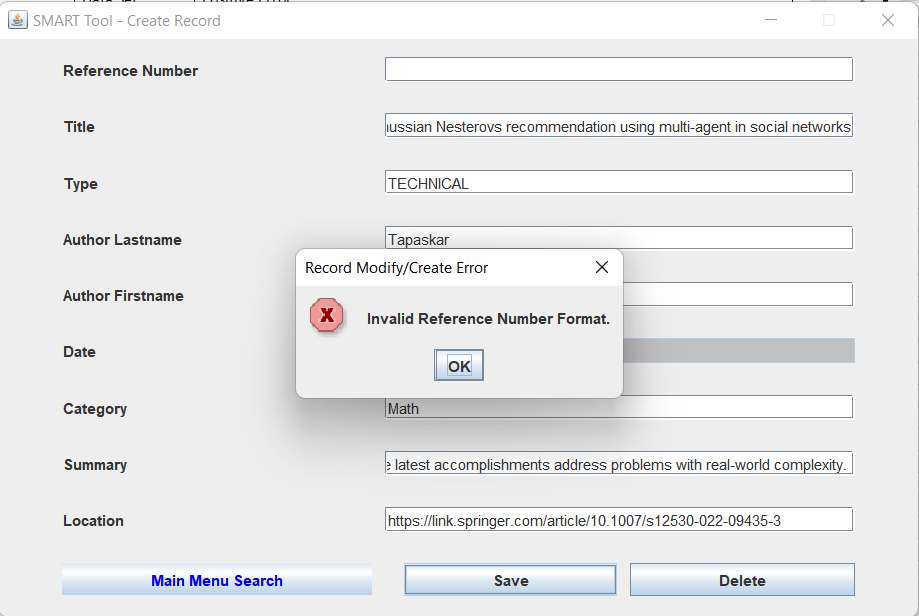 SMART Tool - Create Record
Reference Number
Title
ussian Nesterovs recommendation using multi-agent in social networks
Type
TECHNICAL
Author Lastname
Tapaskar
Record Modify/Create Error
Author Firstname
Invalid Reference Number Format.
Date
OK
Category
Math
Summary
e latest accomplishments address problems with real-world complexity.
Location
https://link.springer.com/article/10.1007/s12530-022-09435-3
Main Menu Search
Save
Delete